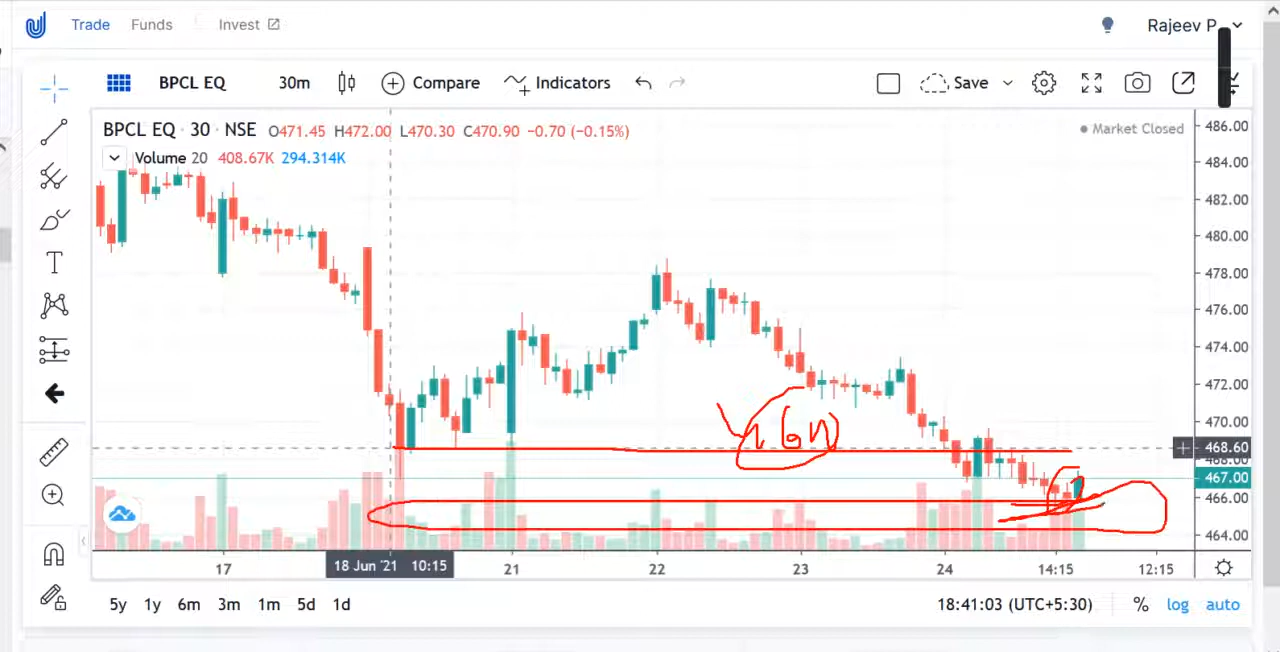 Trade Funds Invest Rajeev P
BPCL EQ 30m Compare Indicators Save
BPCL EQ · 30 · NSE O471.45 H472.00 L470.30 C470.90 -0.70 (-0.15%)
Market Closed
Volume 20 408.67K 294.314K
486.00
484.00
482.00
480.00
478.00
476.00
474.00
472.00
470.00
468.60
468.00
467.00
466.00
464.00
17 18 Jun '21 10:15 21 22 23 24 14:15 12:15
5y 1y 6m 3m 1m 5d 1d 18:41:03 (UTC+5:30) % log auto